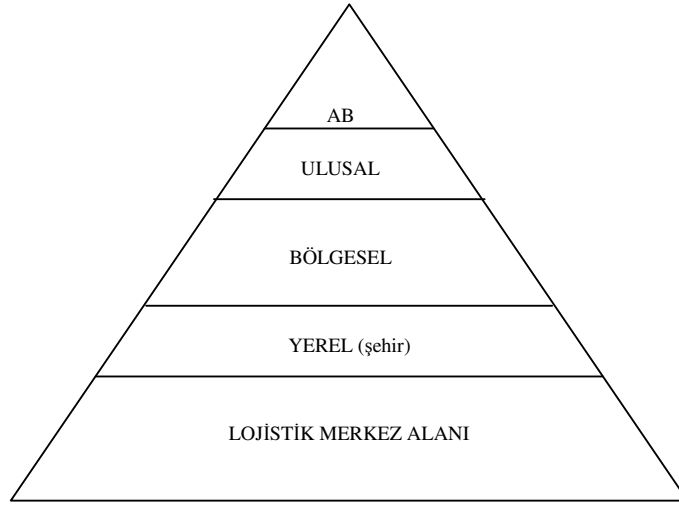 AB
ULUSAL
BÖLGESEL
YEREL (şehir)
LOJİSTİK MERKEZ ALANI